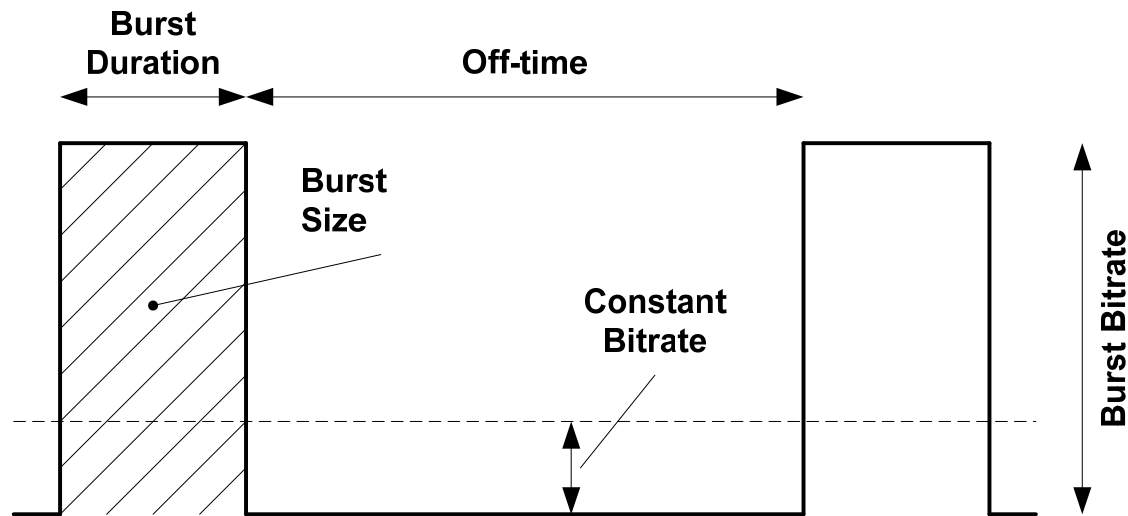 Burst
Duration
Off-time
Burst
Size
Constant
Bitrate
Burst Bitrate